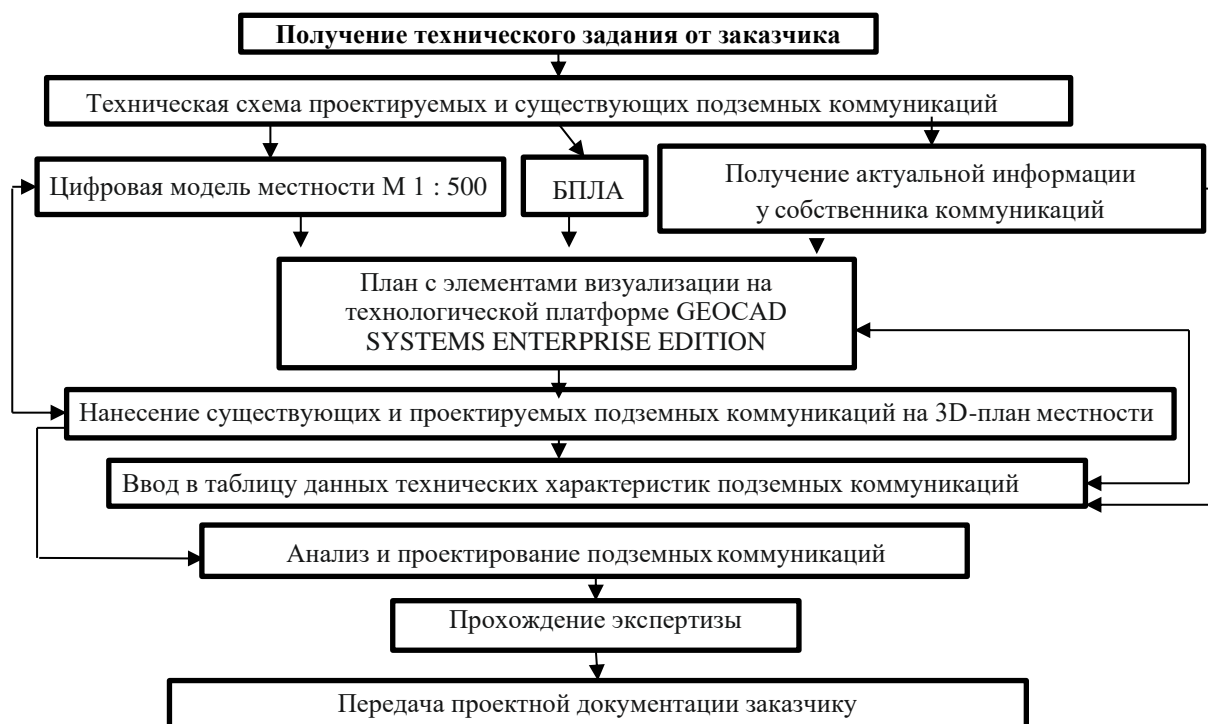 Получение технического задания от заказчика
Техническая схема проектируемых и существующих подземных коммуникаций
Цифровая модель местности М 1 : 500
БПЛА
Получение актуальной информации
у собственника коммуникаций
План с элементами визуализации на
технологической платформе GEOCAD
SYSTEMS ENTERPRISE EDITION
Нанесение существующих и проектируемых подземных коммуникаций на 3D-план местности
Ввод в таблицу данных технических характеристик подземных коммуникаций
Анализ и проектирование подземных коммуникаций
Прохождение экспертизы
Передача проектной документации заказчику